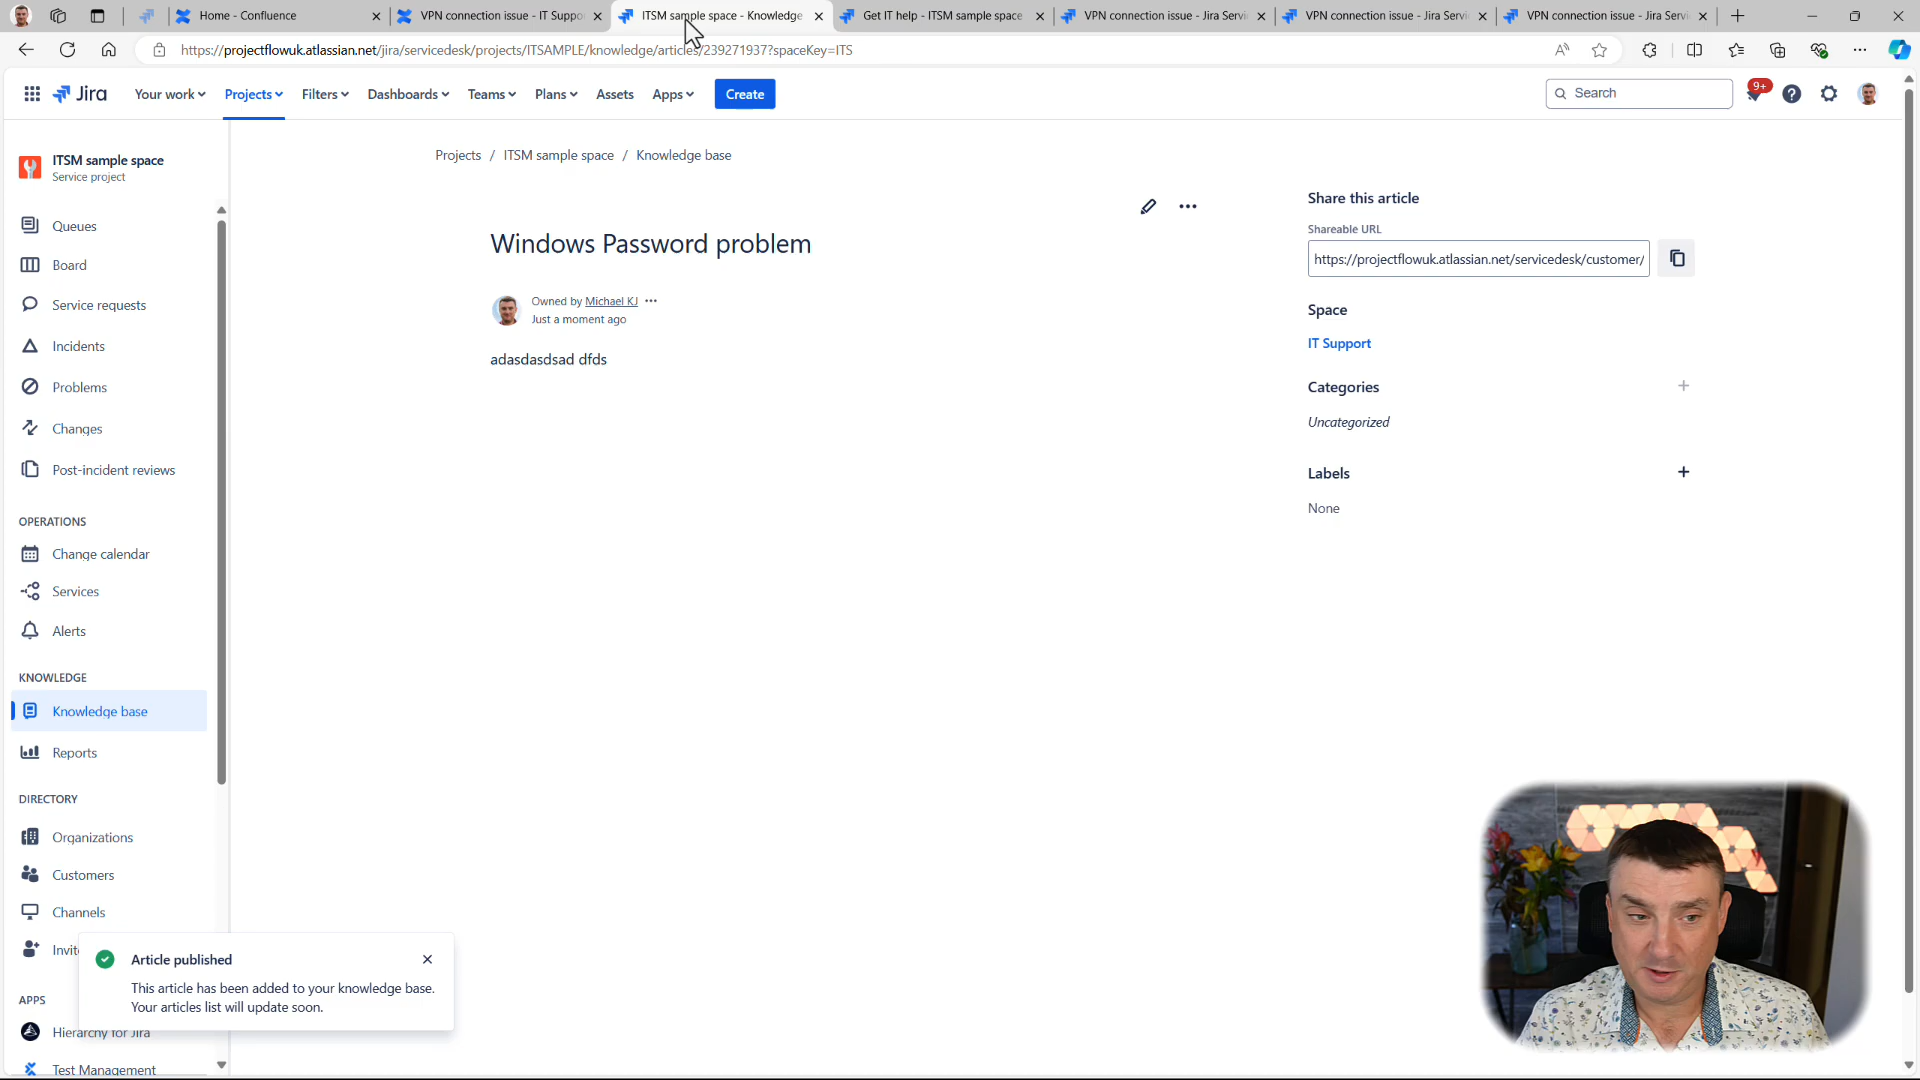 Home - Confluence
VPN connection issue - IT Suppo
ITSM sample space - Knowledge
Get IT help - ITSM sample space
VPN connection issue - Jira Servi
VPN connection issue - Jira Servi
VPN connection issue - Jira Servi
https://projectflowuk.atlassian.net/jira/servicedesk/projects/ITSAMPLE/knowledge/articles/239271937?spaceKey=ITS
Jira
Your work
Projects
Filters
Dashboards
Teams
Plans
Assets
Apps
Create
Search
9+
ITSM sample space
Service project
Queues
Board
Service requests
Incidents
Problems
Changes
Post-incident reviews
OPERATIONS
Change calendar
Services
Alerts
KNOWLEDGE
Knowledge base
Reports
DIRECTORY
Organizations
Customers
Channels
Invite
APPS
Hierarchy for Jira
Test Management
Projects / ITSM sample space / Knowledge base
Windows Password problem
Owned by Michael KJ
Just a moment ago
adasdasdsad dfds
Share this article
Shareable URL
https://projectflowuk.atlassian.net/servicedesk/customer/
Space
IT Support
Categories
Uncategorized
Labels
None
Article published
This article has been added to your knowledge base.
Your articles list will update soon.